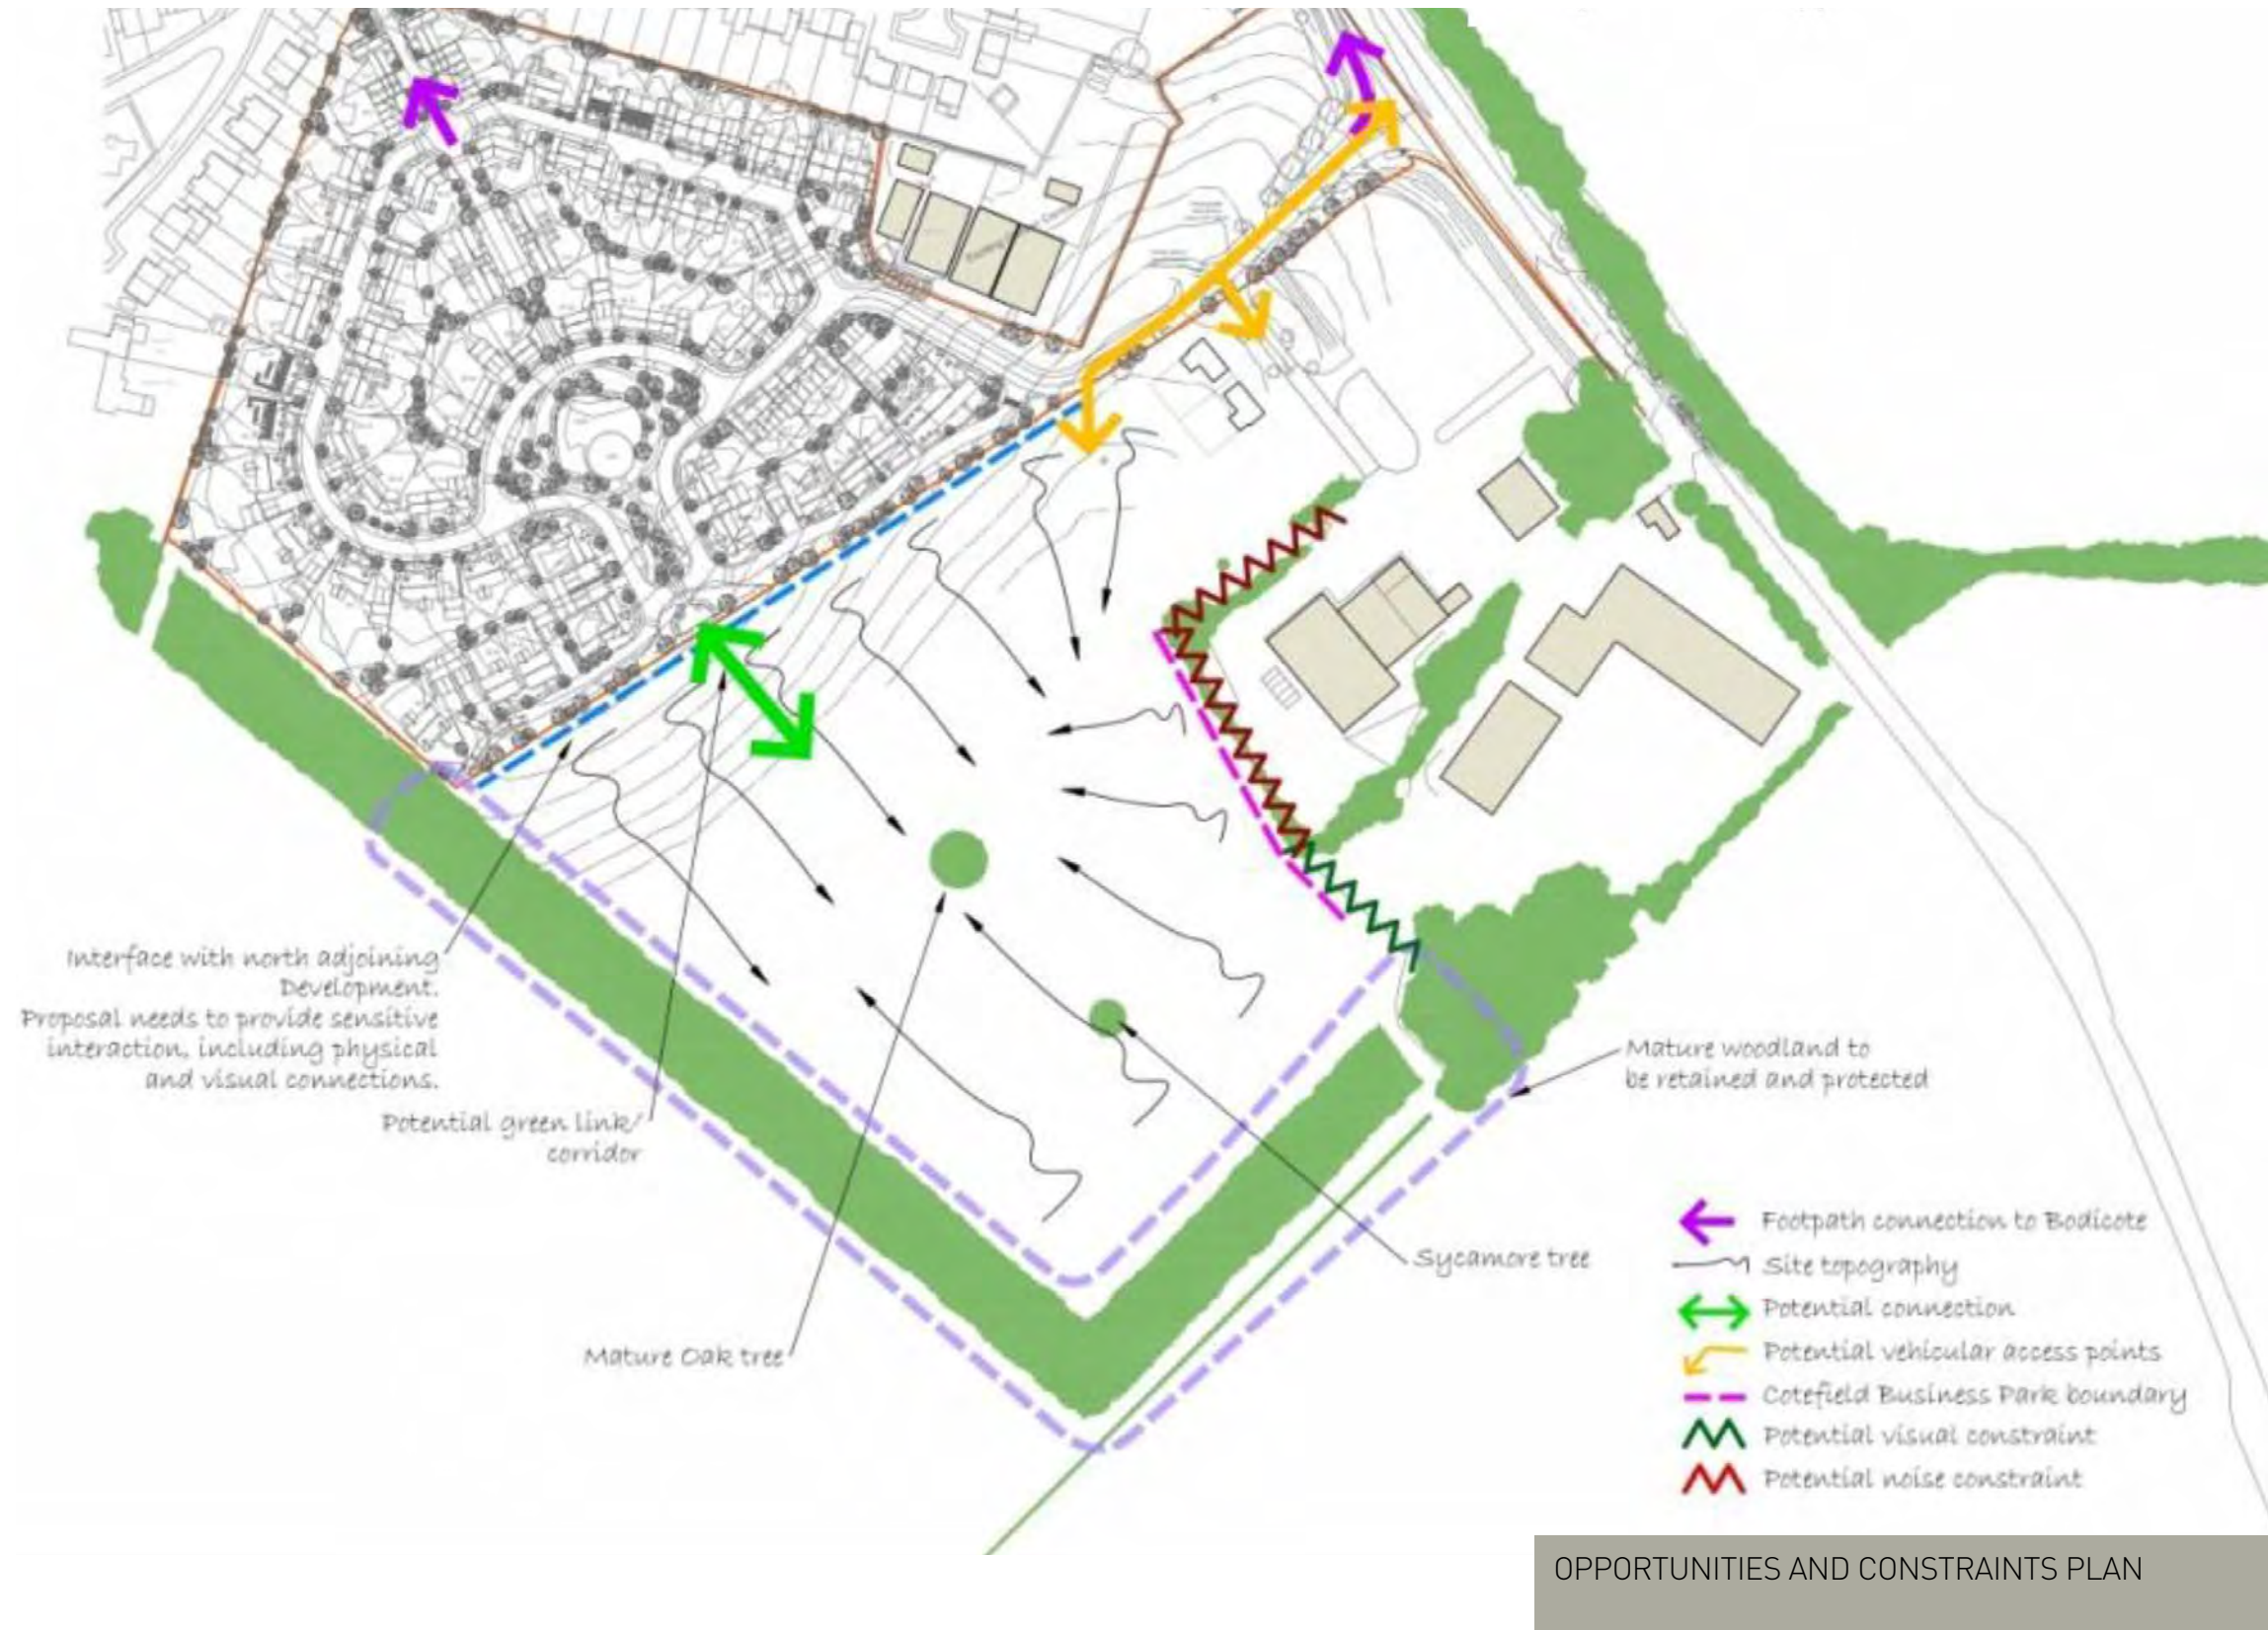 Interface with north adjoining
Development.
Proposal needs to provide sensitive
interaction, including physical
and visual connections.
Potential green link/
corridor
Mature Oak tree
Sycamore tree
Mature woodland to
be retained and protected
Footpath connection to Bodicote
Site topography
Potential connection
Potential vehicular access points
Cotefield Business Park boundary
Potential visual constraint
Potential noise constraint
OPPORTUNITIES AND CONSTRAINTS PLAN